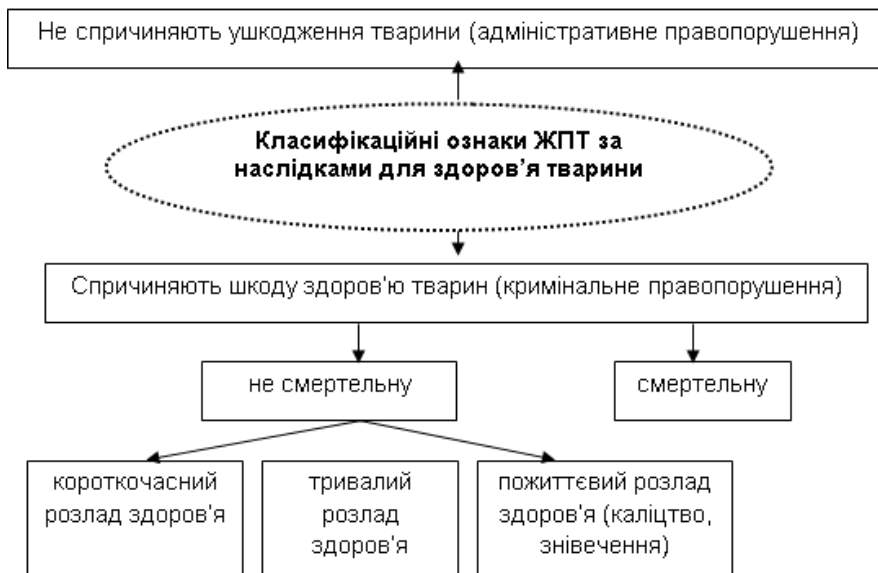 Не спричиняють ушкодження тварини (адміністративне правопорушення)
Класифікаційні ознаки ЖПТ за
наслідками для здоров'я тварини
Спричиняють шкоду здоров'ю тварин (кримінальне правопорушення)
не смертельну
смертельну
короткочасний
розлад здоров'я
тривалий
розлад
здоров'я
пожиттєвий розлад
здоров'я (каліцтво,
знівечення)